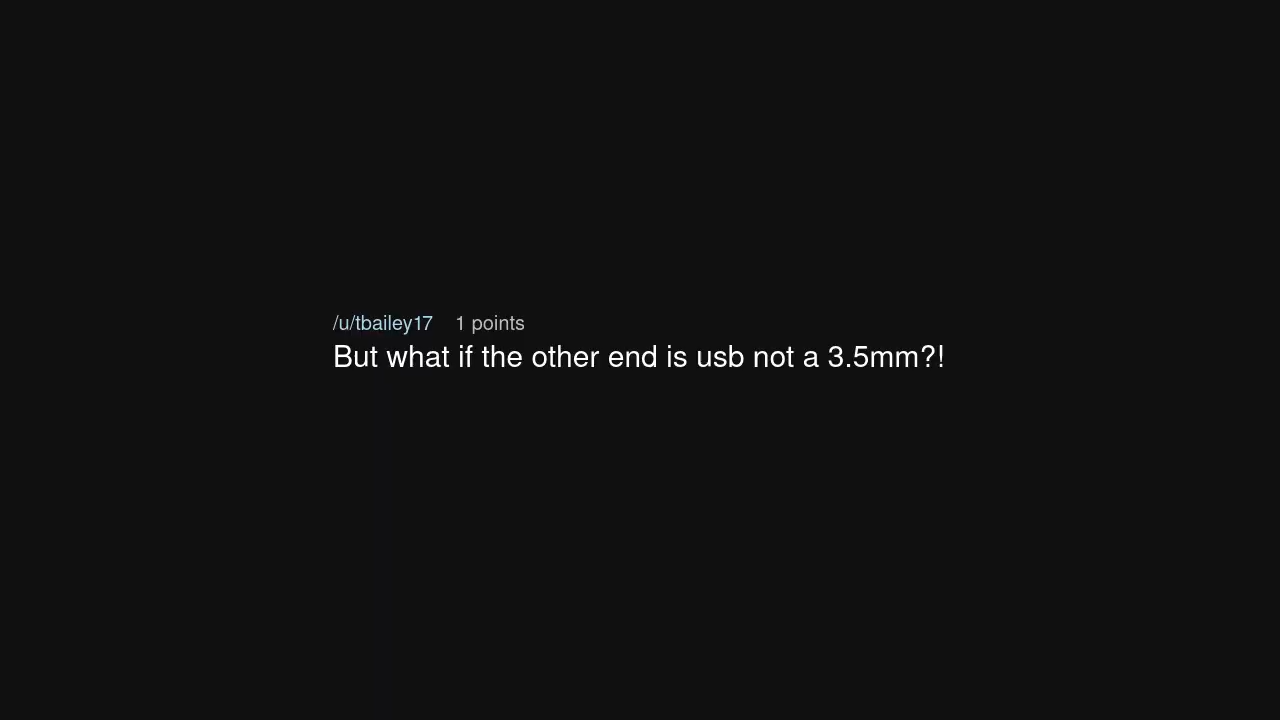 /u/tbailey17 1 points
But what if the other end is usb not a 3.5mm?!